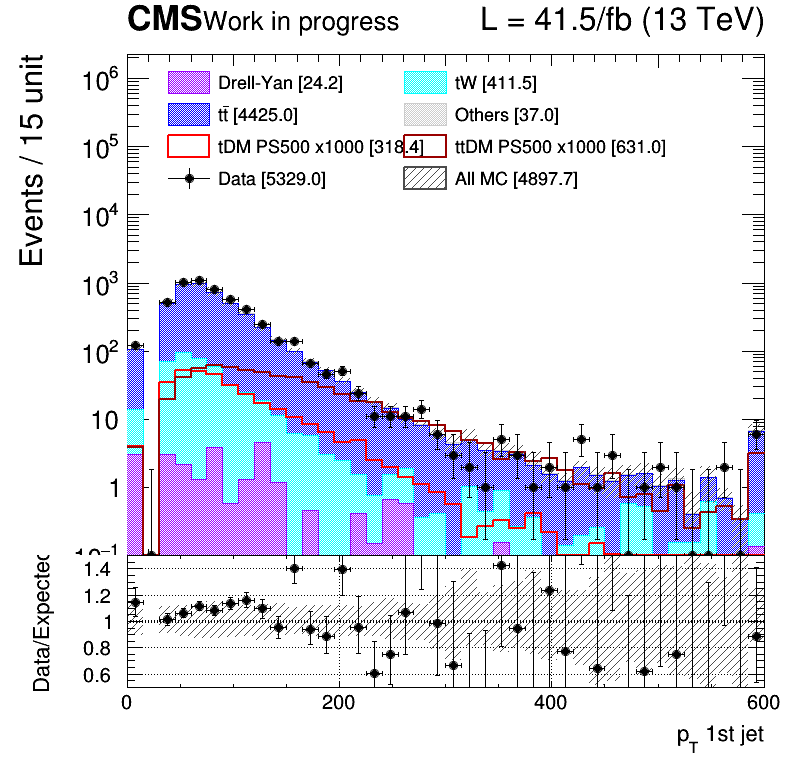 CMS Work in progress L = 41.5/fb (13 TeV)
Events / 15 unit
Drell-Yan [24.2] tW [411.5]
tt̄ [4425.0] Others [37.0]
tDM PS500 x1000 [318.4] ttDM PS500 x1000 [631.0]
Data [5329.0] All MC [4897.7]
10⁶
10⁵
10⁴
10³
10²
10
1
10⁻¹
Data/Expected
1.4
1.2
1
0.8
0.6
0 200 400 600
p_T 1st jet